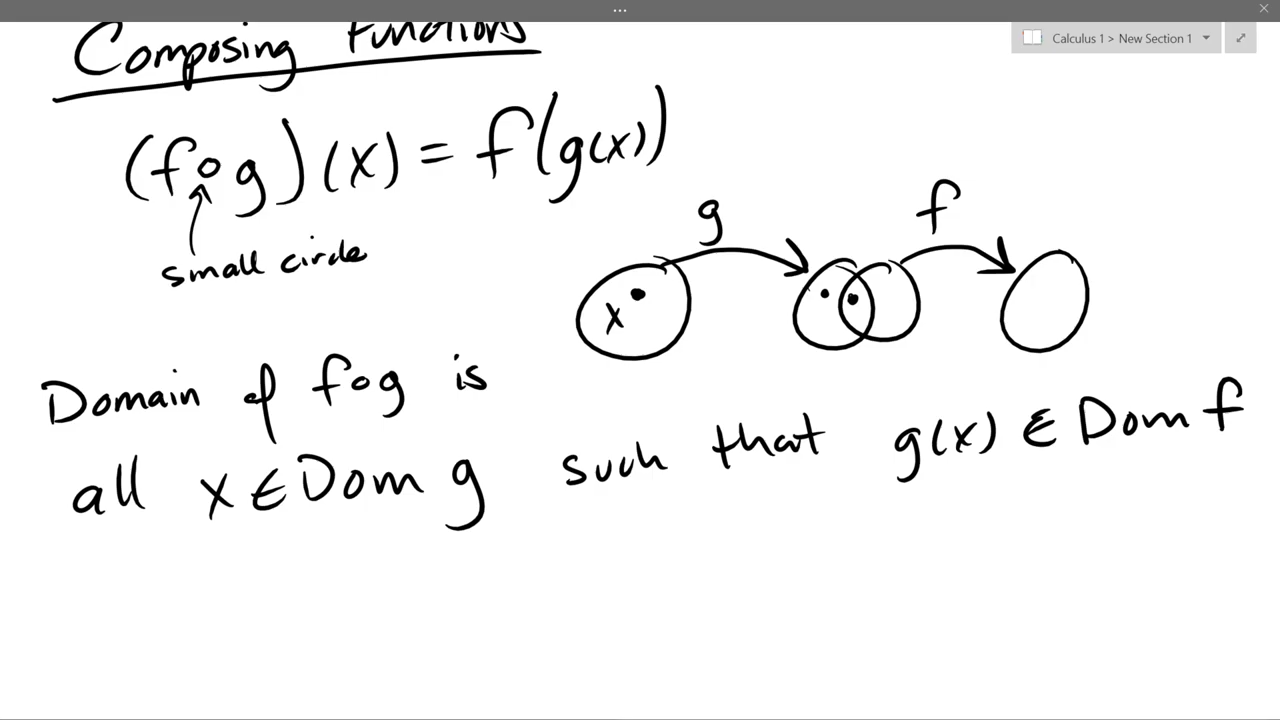 Calculus 1 > New Section 1
Composing Functions
(f∘g)(x) = f(g(x))
small circle
g
f
x
Domain of f∘g is
all x ∈ Dom g such that g(x) ∈ Dom f